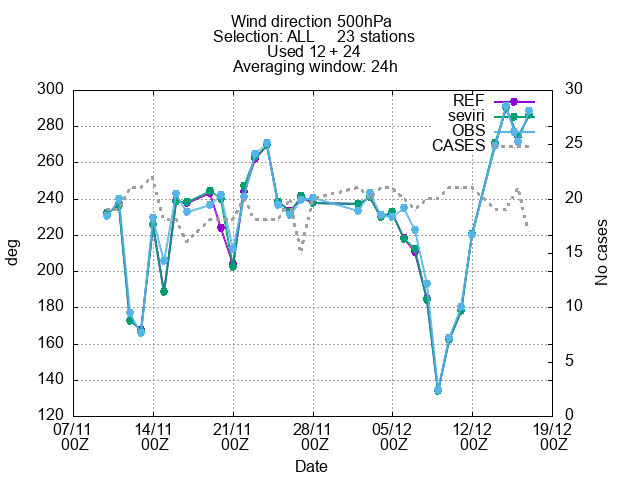 Wind direction 500hPa
Selection: ALL 23 stations
Used 12 + 24
Averaging window: 24h
300
280
260
240
220
200
180
160
140
120
deg
REF
seviri
OBS
CASES
30
25
20
15
10
5
0
No cases
07/11 14/11 21/11 28/11 05/12 12/12 19/12
00Z 00Z 00Z 00Z 00Z 00Z 00Z
Date